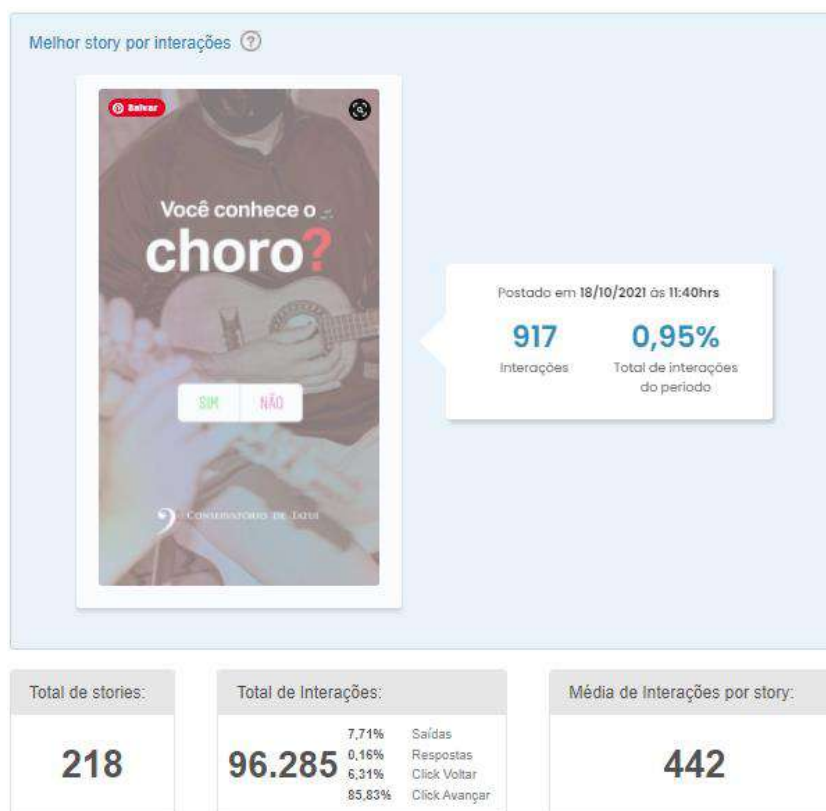 Melhor story por interações ?
Salvar
Você conhece o
choro?
SIM NÃO
CONSERVATÓRIO DE TATUÍ
Postado em 18/10/2021 às 11:40hrs
917 0,95%
Interações Total de interações
do período
Total de stories:
218
Total de Interações:
96.285
7,71% Saídas
0,16% Respostas
6,31% Click Voltar
85,83% Click Avançar
Média de Interações por story:
442